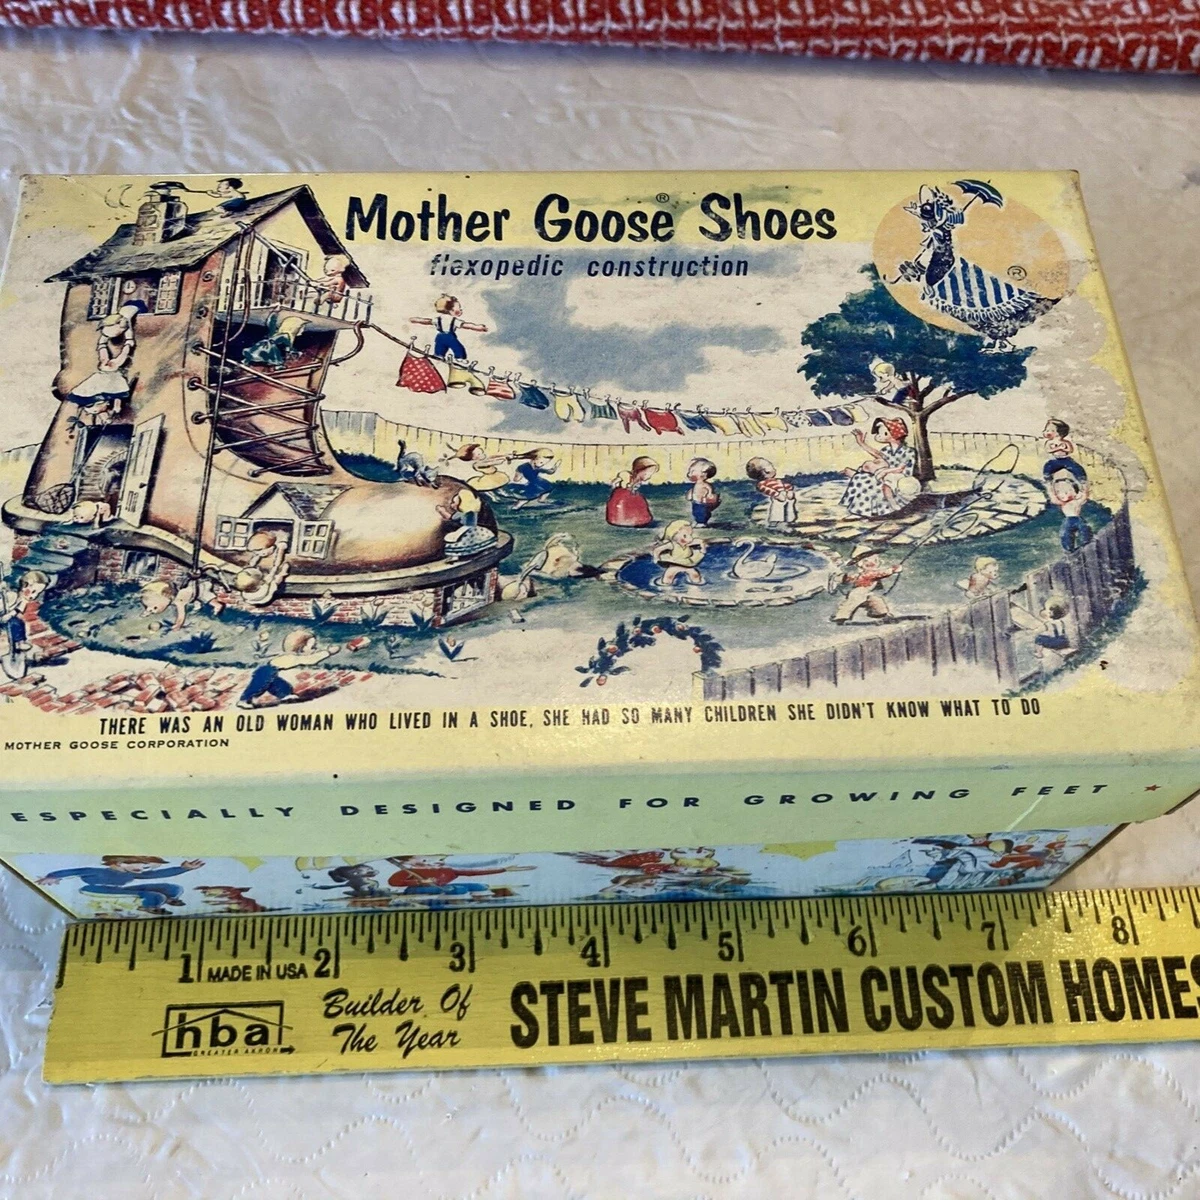 Mother Goose® Shoes
flexopedic construction
®
THERE WAS AN OLD WOMAN WHO LIVED IN A SHOE, SHE HAD SO MANY CHILDREN SHE DIDN'T KNOW WHAT TO DO
MOTHER GOOSE CORPORATION
ESPECIALLY DESIGNED FOR GROWING FEET
1 2 3 4 5 6 7 8
MADE IN USA
hba
GREATER AKRON
Builder Of
The Year
STEVE MARTIN CUSTOM HOMES